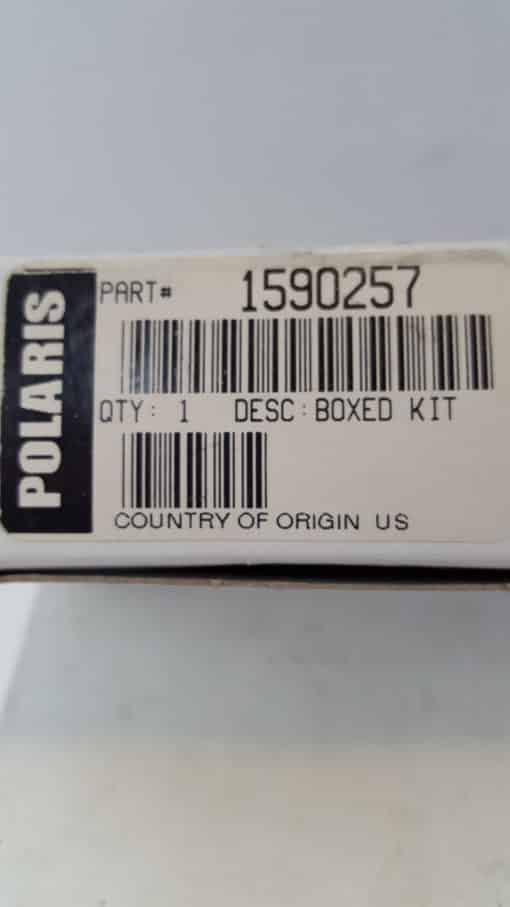 POLARIS
PART# 1590257
QTY: 1 DESC: BOXED KIT
COUNTRY OF ORIGIN US